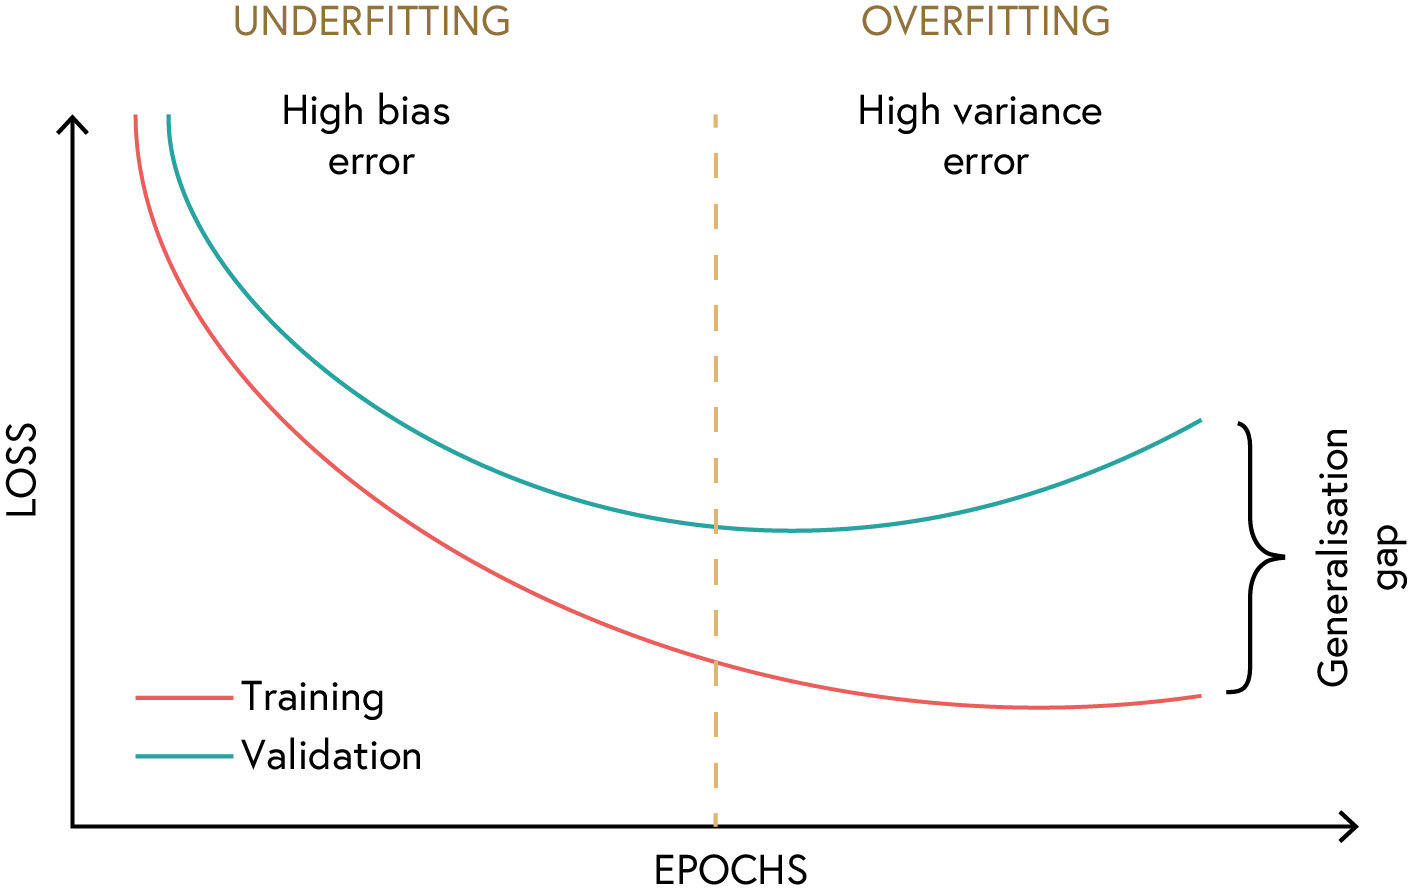 UNDERFITTING
OVERFITTING
High bias
error
High variance
error
LOSS
Generalisation
gap
Training
Validation
EPOCHS